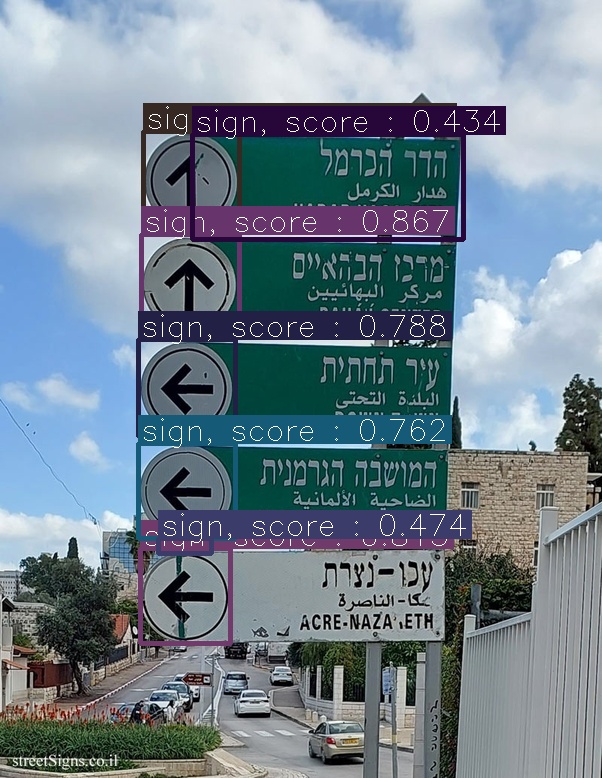 sign, score : 0.434
הדר הכרמל
هدار الكرمل
sign, score : 0.867
מרכז הבהאיים
مركز البهائيين
sign, score : 0.788
עיר תחתית
البلدة التحتى
sign, score : 0.762
המושבה הגרמנית
الضاحية الألمانية
sign, score : 0.474
עכו-נצרת
عكا-الناصرة
ACRE-NAZARETH
streetSigns.co.il